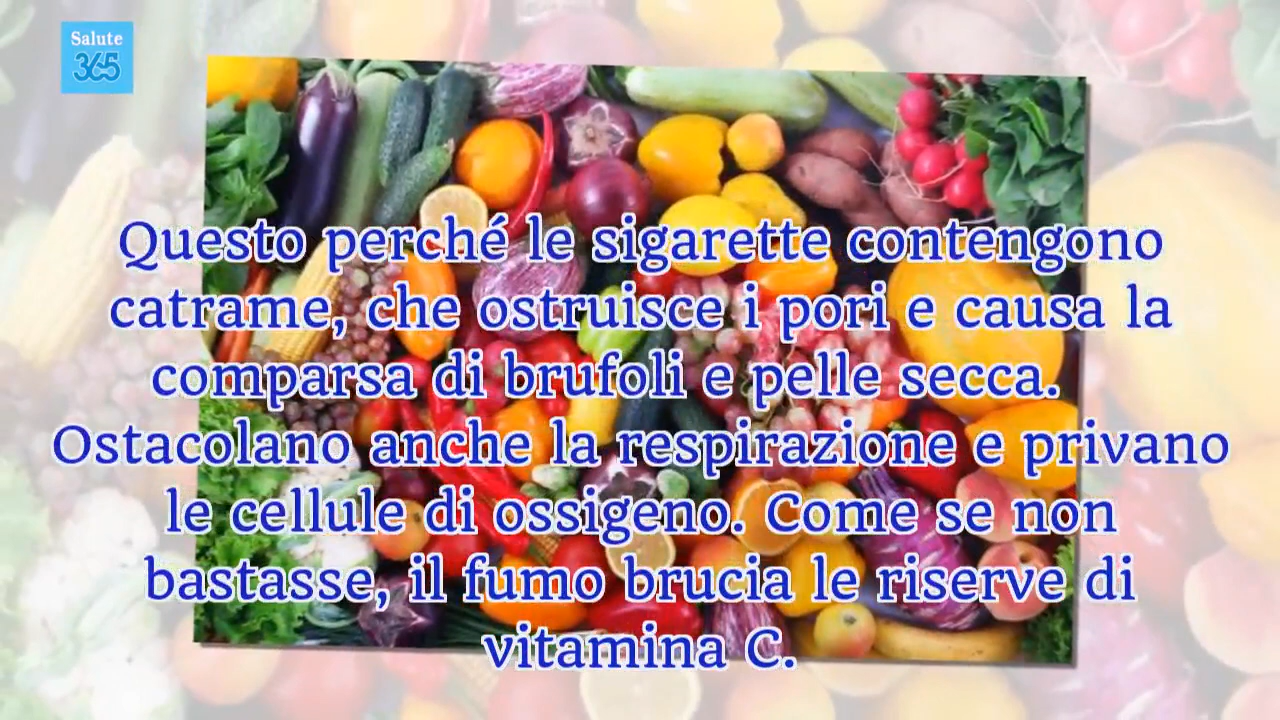 Salute
365
Questo perché le sigarette contengono
catrame, che ostruisce i pori e causa la
comparsa di brufoli e pelle secca.
Ostacolano anche la respirazione e privano
le cellule di ossigeno. Come se non
bastasse, il fumo brucia le riserve di
vitamina C.